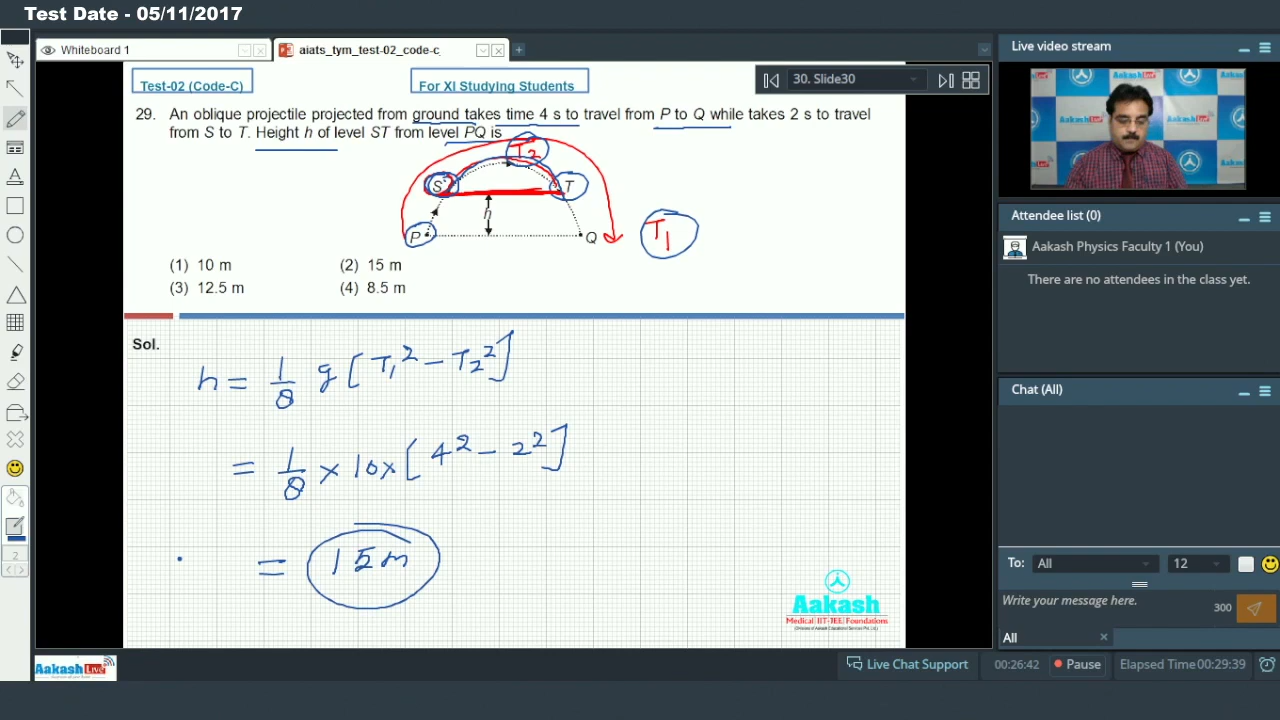 Test Date - 05/11/2017
Whiteboard 1
aiats_tym_test-02_code-c
Live video stream
Test-02 (Code-C)
For XI Studying Students
30. Slide30
29. An oblique projectile projected from ground takes time 4 s to travel from P to Q while takes 2 s to travel
from S to T. Height h of level ST from level PQ is
T2
S T
h
P Q T1
(1) 10 m (2) 15 m
(3) 12.5 m (4) 8.5 m
Sol.
h = 1/8 g [T1² - T2²]
= 1/8 × 10 × [4² - 2²]
= 15m
Aakash
Medical | IIT-JEE | Foundations
Aakash
Attendee list (0)
Aakash Physics Faculty 1 (You)
There are no attendees in the class yet.
Chat (All)
To: All 12
Write your message here. 300
All
2
Aakash Live
Live Chat Support 00:26:42 Pause Elapsed Time 00:29:39